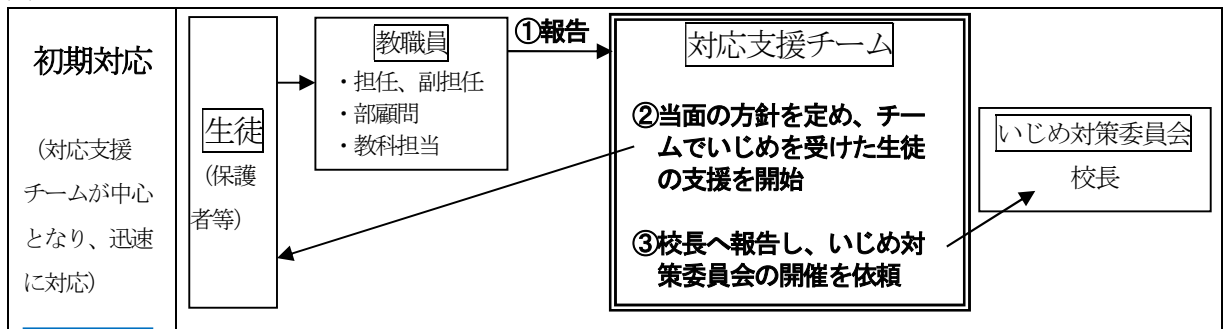 初期対応
（対応支援
チームが中心
となり、迅速
に対応）
生徒
（保護
者等）
教職員
・担任、副担任
・部顧問
・教科担当
①報告
対応支援チーム
②当面の方針を定め、チー
ムでいじめを受けた生徒
の支援を開始
③校長へ報告し、いじめ対
策委員会の開催を依頼
いじめ対策委員会
校長